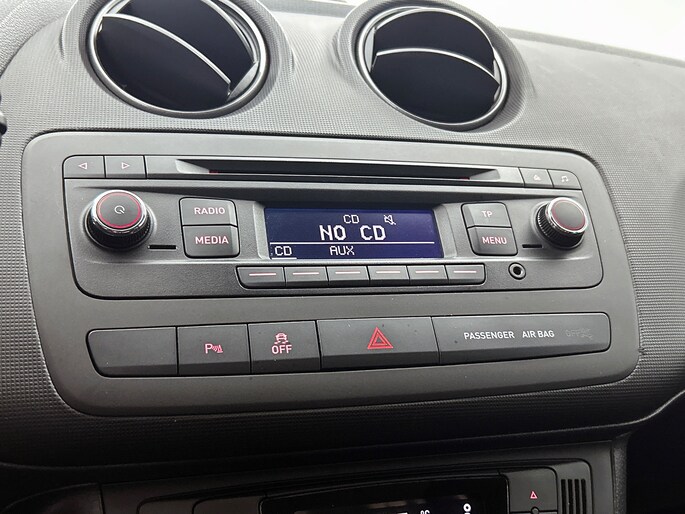 CD
RADIO
NO CD
TP
MEDIA
CD AUX
MENU
P
OFF
PASSENGER AIR BAG